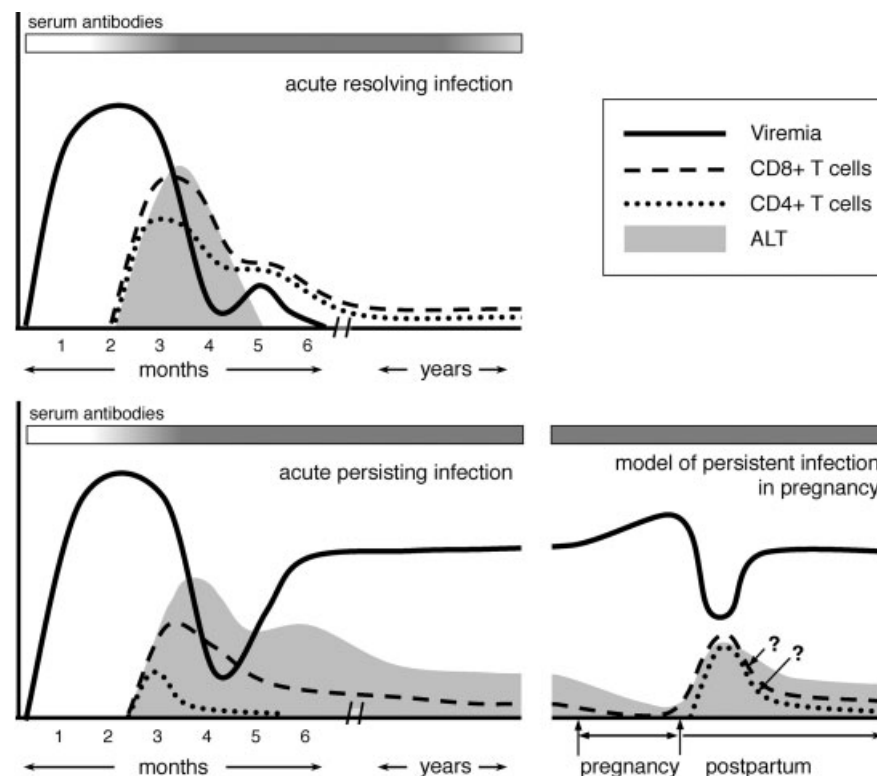 serum antibodies
acute resolving infection
Viremia
CD8+ T cells
CD4+ T cells
ALT
1 2 3 4 5 6
months years
serum antibodies
acute persisting infection
1 2 3 4 5 6
months years
model of persistent infection
in pregnancy
?
?
pregnancy postpartum